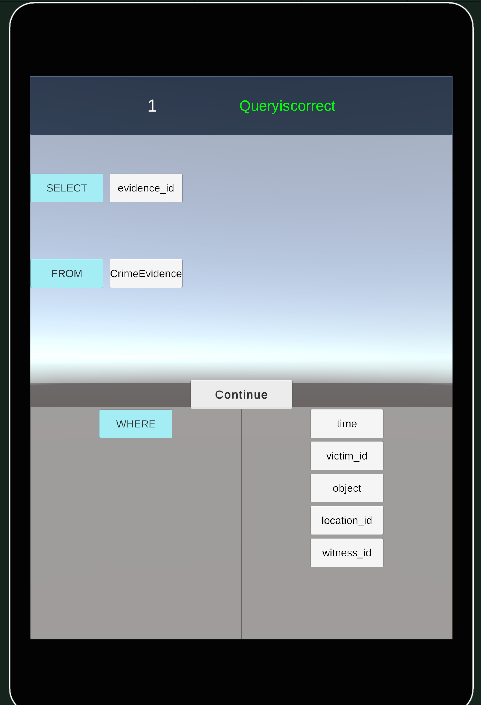 1 Queryiscorrect
SELECT evidence_id
FROM CrimeEvidence
Continue
WHERE
time
victim_id
object
location_id
witness_id